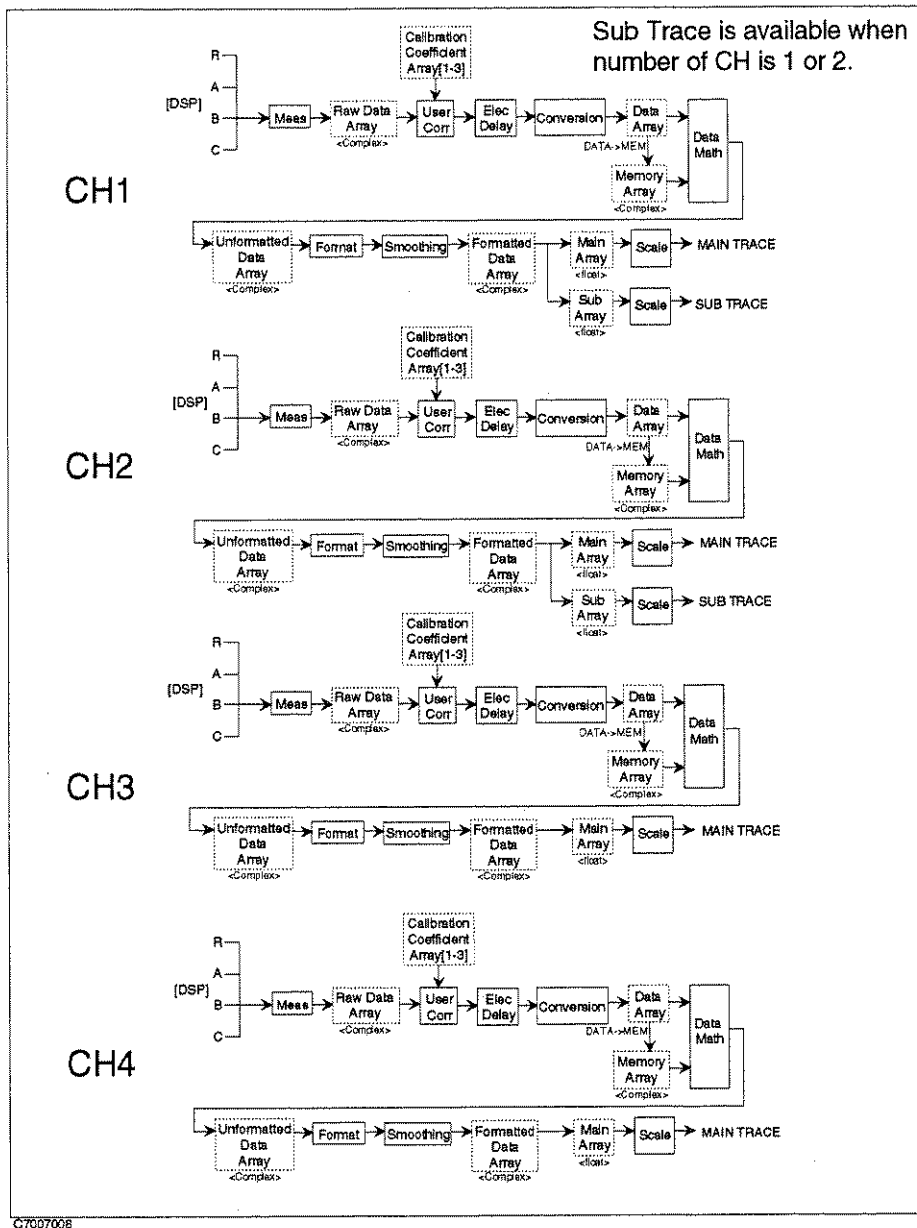 Sub Trace is available when
number of CH is 1 or 2.
Calibration
Coefficient
Array[1-3]
R
A
[DSP]
B
C
Meas
Raw Data
Array
<Complex>
User
Corr
Elec
Delay
Conversion
Data
Array
DATA->MEM
Memory
Array
<Complex>
Data
Math
CH1
Unformatted
Data
Array
<Complex>
Format
Smoothing
Formatted
Data
Array
<Complex>
Main
Array
<float>
Scale
MAIN TRACE
Sub
Array
<float>
Scale
SUB TRACE
Calibration
Coefficient
Array[1-3]
R
A
[DSP]
B
C
Meas
Raw Data
Array
<Complex>
User
Corr
Elec
Delay
Conversion
Data
Array
DATA->MEM
Memory
Array
<Complex>
Data
Math
CH2
Unformatted
Data
Array
<Complex>
Format
Smoothing
Formatted
Data
Array
<Complex>
Main
Array
<float>
Scale
MAIN TRACE
Sub
Array
<float>
Scale
SUB TRACE
Calibration
Coefficient
Array[1-3]
R
A
[DSP]
B
C
Meas
Raw Data
Array
<Complex>
User
Corr
Elec
Delay
Conversion
Data
Array
DATA->MEM
Memory
Array
<Complex>
Data
Math
CH3
Unformatted
Data
Array
<Complex>
Format
Smoothing
Formatted
Data
Array
<Complex>
Main
Array
<float>
Scale
MAIN TRACE
Calibration
Coefficient
Array[1-3]
R
A
[DSP]
B
C
Meas
Raw Data
Array
<Complex>
User
Corr
Elec
Delay
Conversion
Data
Array
DATA->MEM
Memory
Array
<Complex>
Data
Math
CH4
Unformatted
Data
Array
<Complex>
Format
Smoothing
Formatted
Data
Array
<Complex>
Main
Array
<float>
Scale
MAIN TRACE
C7007008